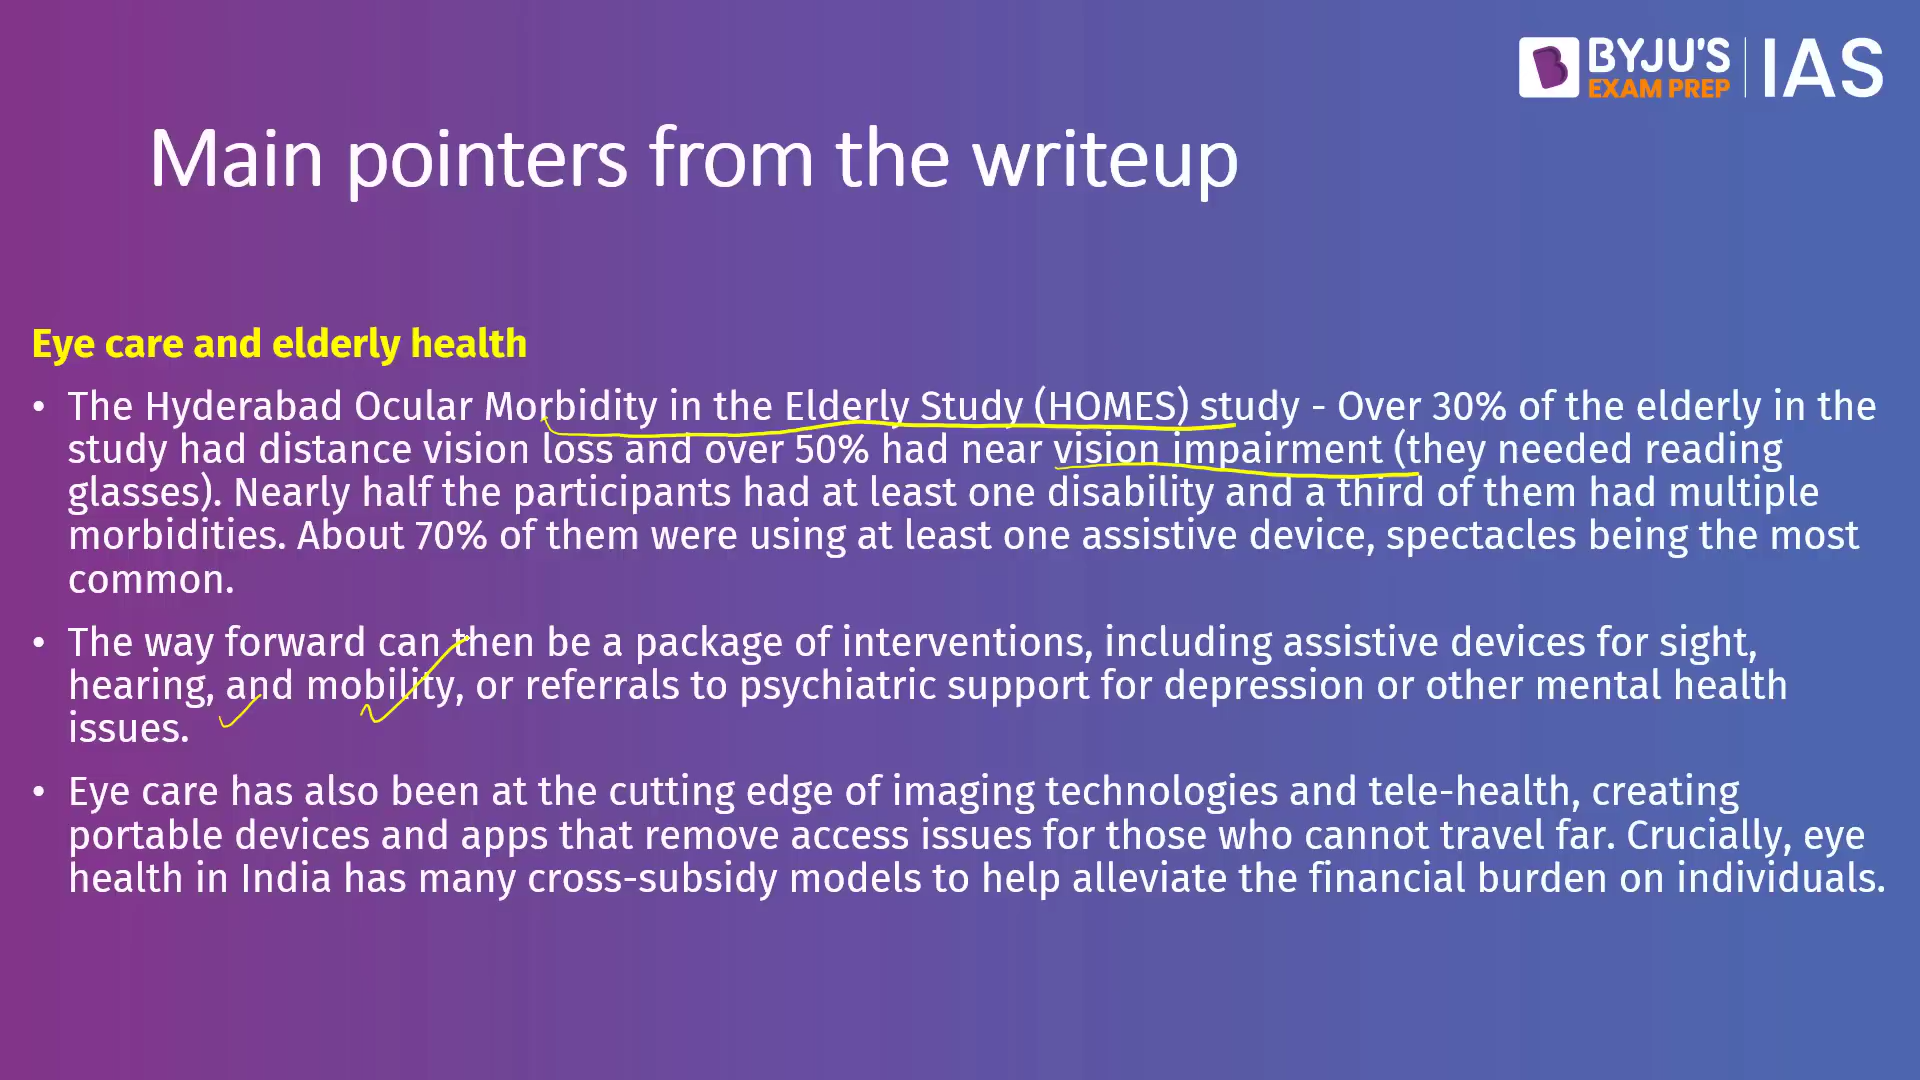 BYJU'S
EXAM PREP
IAS
Main pointers from the writeup
Eye care and elderly health
• The Hyderabad Ocular Morbidity in the Elderly Study (HOMES) study - Over 30% of the elderly in the
study had distance vision loss and over 50% had near vision impairment (they needed reading
glasses). Nearly half the participants had at least one disability and a third of them had multiple
morbidities. About 70% of them were using at least one assistive device, spectacles being the most
common.
• The way forward can then be a package of interventions, including assistive devices for sight,
hearing, and mobility, or referrals to psychiatric support for depression or other mental health
issues.
• Eye care has also been at the cutting edge of imaging technologies and tele-health, creating
portable devices and apps that remove access issues for those who cannot travel far. Crucially, eye
health in India has many cross-subsidy models to help alleviate the financial burden on individuals.